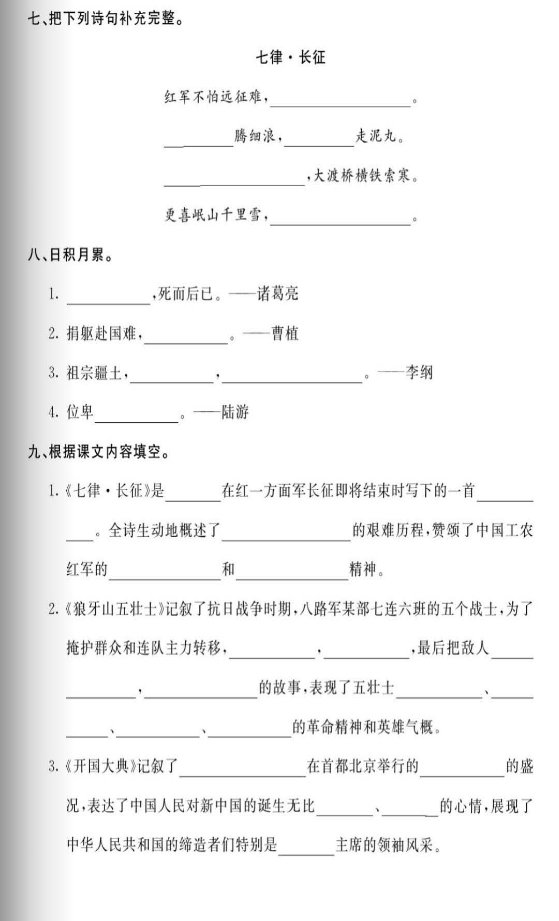 七、把下列诗句补充完整。
七律·长征
红军不怕远征难，__________。
__________腾细浪，__________走泥丸。
__________，大渡桥横铁索寒。
更喜岷山千里雪，__________。
八、日积月累。
1. __________，死而后已。——诸葛亮
2. 捐躯赴国难，__________。——曹植
3. 祖宗疆土，__________，__________。——李纲
4. 位卑__________。——陆游
九、根据课文内容填空。
1.《七律·长征》是________在红一方面军长征即将结束时写下的一首________
____。全诗生动地概述了__________的艰难历程，赞颂了中国工农
红军的__________和__________精神。
2.《狼牙山五壮士》记叙了抗日战争时期，八路军某部七连六班的五个战士，为了
掩护群众和连队主力转移，__________，__________，最后把敌人______
__________，__________的故事，表现了五壮士__________、______
______、__________、__________的革命精神和英雄气概。
3.《开国大典》记叙了__________在首都北京举行的__________的盛
况，表达了中国人民对新中国的诞生无比________、________的心情，展现了
中华人民共和国的缔造者们特别是________主席的领袖风采。